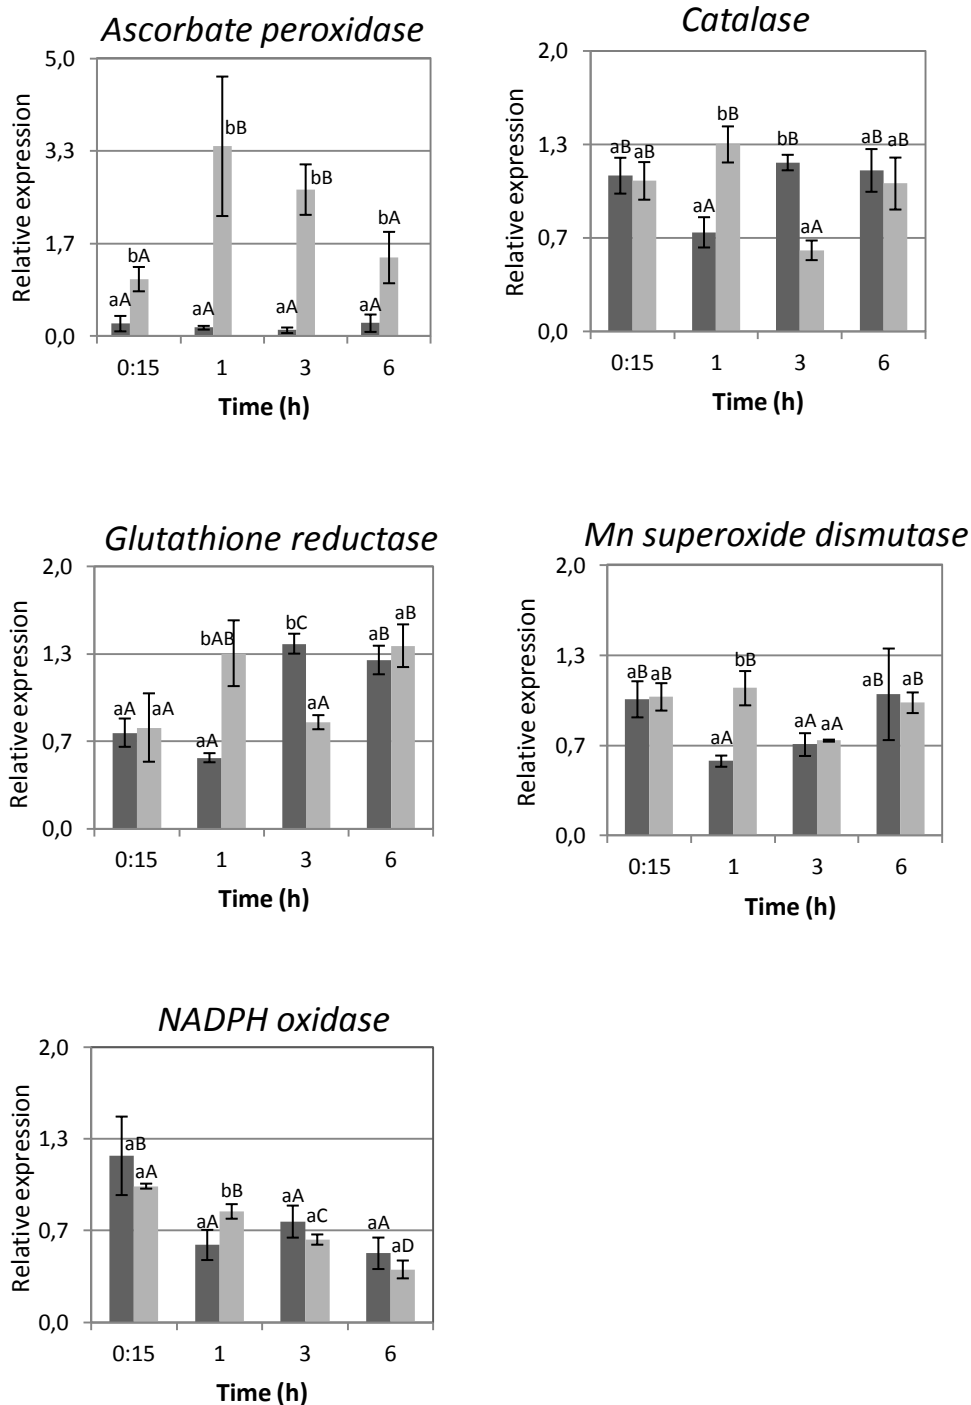 Ascorbate peroxidase
5,0
3,3
1,7
0,0
Relative expression
aA
bA
aA
bB
aA
bB
aA
bA
0:15 1 3 6
Time (h)
Catalase
2,0
1,3
0,7
0,0
Relative expression
aB
aB
aA
bB
bB
aA
aB
aB
0:15 1 3 6
Time (h)
Glutathione reductase
2,0
1,3
0,7
0,0
Relative expression
aA
aA
aA
bAB
bC
aA
aB
aB
0:15 1 3 6
Time (h)
Mn superoxide dismutase
2,0
1,3
0,7
0,0
Relative expression
aB
aB
aA
bB
aA
aA
aB
aB
0:15 1 3 6
Time (h)
NADPH oxidase
2,0
1,3
0,7
0,0
Relative expression
aB
aA
aA
bB
aA
aC
aA
aD
0:15 1 3 6
Time (h)